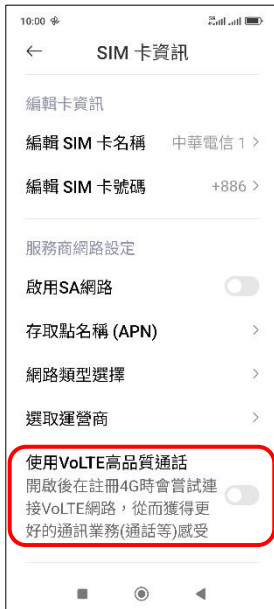 10:00
SIM 卡資訊
編輯卡資訊
編輯 SIM 卡名稱 中華電信 1
編輯 SIM 卡號碼 +886
服務商網路設定
啟用SA網路
存取點名稱 (APN)
網路類型選擇
選取運營商
使用VoLTE高品質通話
開啟後在註冊4G時會嘗試連
接VoLTE網路，從而獲得更
好的通訊業務(通話等)感受